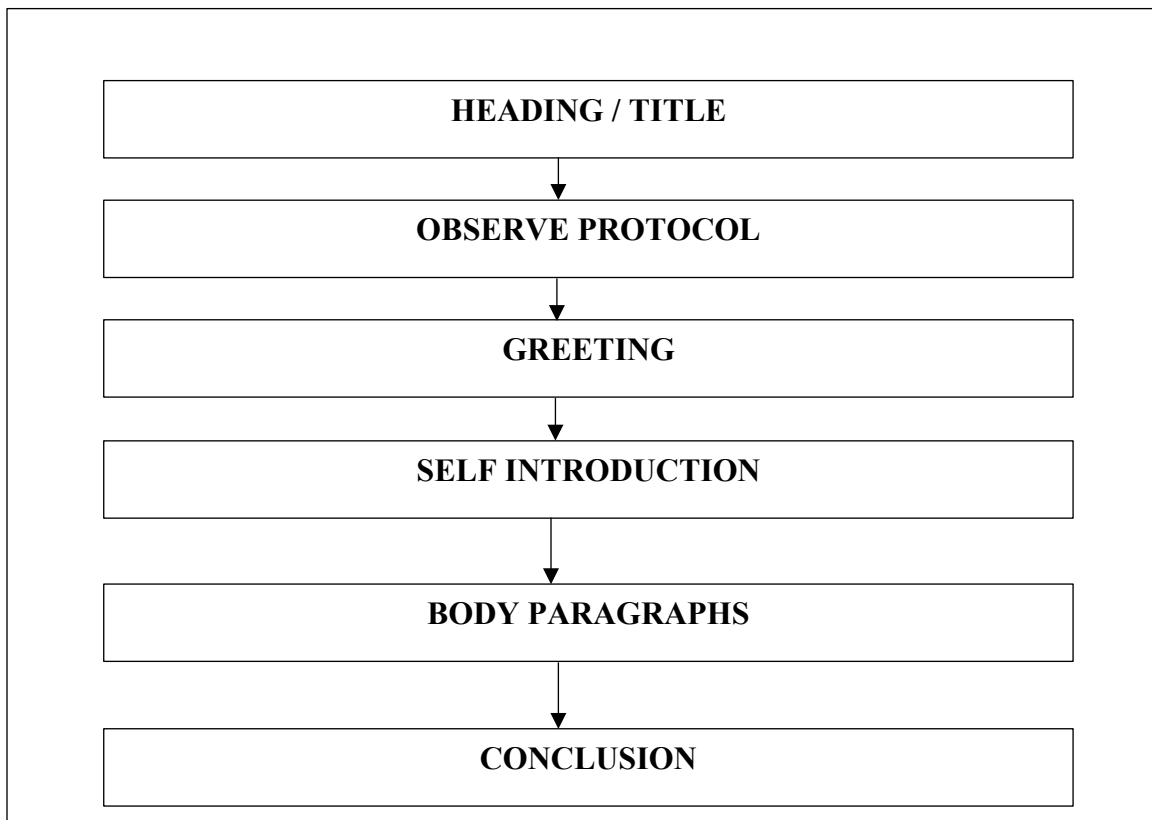 HEADING / TITLE
OBSERVE PROTOCOL
GREETING
SELF INTRODUCTION
BODY PARAGRAPHS
CONCLUSION